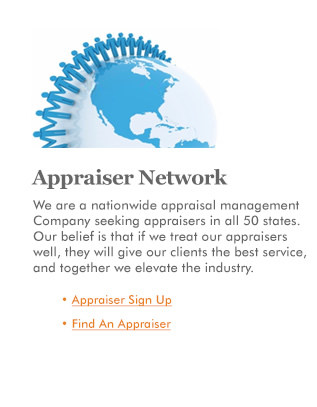 Appraiser Network
We are a nationwide appraisal management
Company seeking appraisers in all 50 states.
Our belief is that if we treat our appraisers
well, they will give our clients the best service,
and together we elevate the industry.
• Appraiser Sign Up
• Find An Appraiser